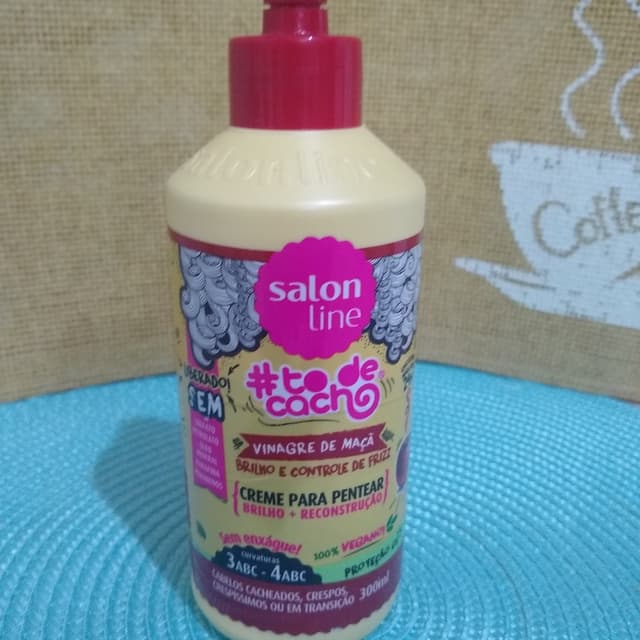 salon line
salon
line
#to de
cacho®
LIBERADO!
SEM
VINAGRE DE MAÇÃ
BRILHO E CONTROLE DE FRIZZ
CREME PARA PENTEAR
BRILHO + RECONSTRUÇÃO
Sem enxágue!
100% VEGANO!
curvaturas
3ABC - 4ABC
PROTEÇÃO
CABELOS CACHEADOS, CRESPOS,
CRESPÍSSIMOS OU EM TRANSIÇÃO
300ml
Coffe